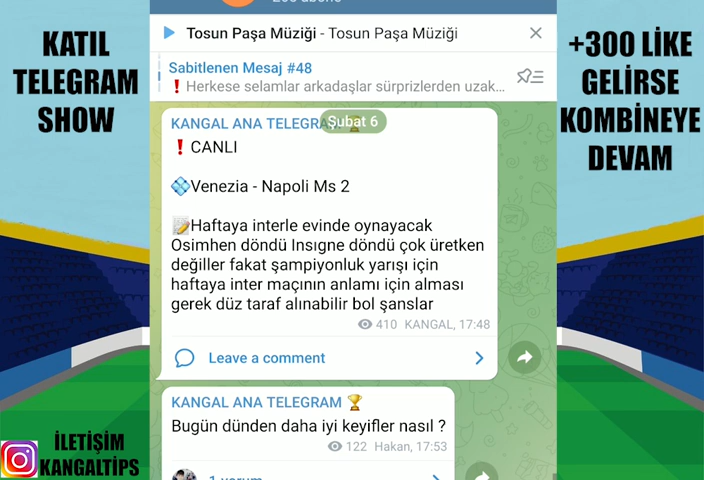 KATIL
TELEGRAM
SHOW
Tosun Paşa Müziği - Tosun Paşa Müziği
Sabitlenen Mesaj #48
❗ Herkese selamlar arkadaşlar sürprizlerden uzak...
+300 LİKE
GELİRSE
KOMBİNEYE
DEVAM
KANGAL ANA TELEGRAM 🏆
Şubat 6
❗ CANLI
💠Venezia - Napoli Ms 2
📝Haftaya interle evinde oynayacak
Osimhen döndü Insıgne döndü çok üretken
değiller fakat şampiyonluk yarışı için
haftaya inter maçının anlamı için alması
gerek düz taraf alınabilir bol şanslar
410 KANGAL, 17:48
Leave a comment
KANGAL ANA TELEGRAM 🏆
Bugün dünden daha iyi keyifler nasıl ?
122 Hakan, 17:53
1 yorum
İLETİŞİM
KANGALTİPS